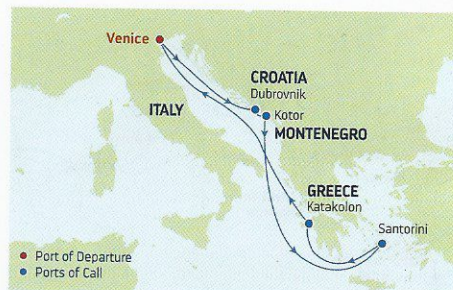 Venice
CROATIA
Dubrovnik
Kotor
ITALY
MONTENEGRO
GREECE
Katakolon
Santorini
Port of Departure
Ports of Call